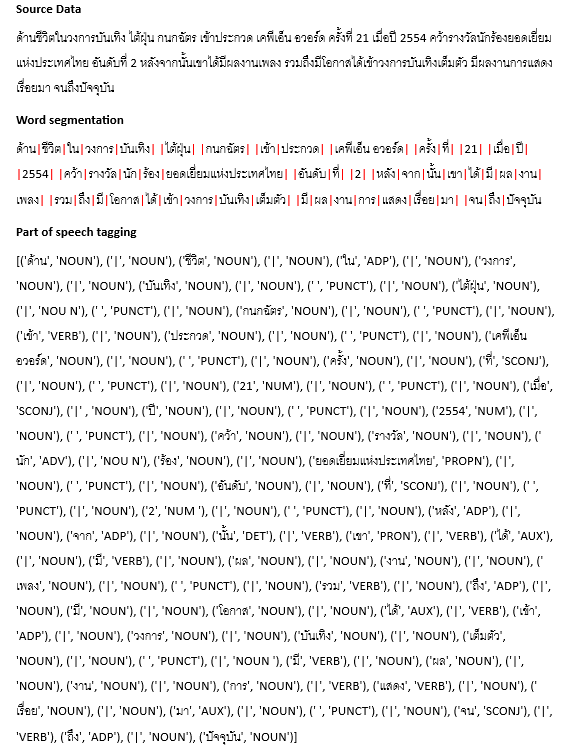 Source Data
ด้านชีวิตในวงการบันเทิง ไต้ฝุ่น กนกฉัตร เข้าประกวด เคพีเอ็น อวอร์ด ครั้งที่ 21 เมื่อปี 2554 คว้ารางวัลนักร้องยอดเยี่ยม
แห่งประเทศไทย อันดับที่ 2 หลังจากนั้นเขาได้มีผลงานเพลง รวมถึงมีโอกาสได้เข้าวงการบันเทิงเต็มตัว มีผลงานการแสดง
เรื่อยมา จนถึงปัจจุบัน
Word segmentation
ด้าน|ชีวิต|ใน|วงการ|บันเทิง| |ไต้ฝุ่น| |กนกฉัตร| |เข้า|ประกวด| |เคพีเอ็น อวอร์ด| |ครั้ง|ที่| |21| |เมื่อ|ปี|
|2554| |คว้า|รางวัล|นัก|ร้อง|ยอดเยี่ยมแห่งประเทศไทย| |อันดับ|ที่| |2| |หลัง|จาก|นั้น|เขา|ได้|มี|ผล|งาน|
เพลง| |รวม|ถึง|มี|โอกาส|ได้|เข้า|วงการ|บันเทิง|เต็มตัว| |มี|ผล|งาน|การ|แสดง|เรื่อย|มา| |จน|ถึง|ปัจจุบัน
Part of speech tagging
[('ด้าน', 'NOUN'), ('|', 'NOUN'), ('ชีวิต', 'NOUN'), ('|', 'NOUN'), ('ใน', 'ADP'), ('|', 'NOUN'), ('วงการ',
'NOUN'), ('|', 'NOUN'), ('บันเทิง', 'NOUN'), ('|', 'NOUN'), (' ', 'PUNCT'), ('|', 'NOUN'), ('ไต้ฝุ่น', 'NOUN'),
('|', 'NOU N'), (' ', 'PUNCT'), ('|', 'NOUN'), ('กนกฉัตร', 'NOUN'), ('|', 'NOUN'), (' ', 'PUNCT'), ('|', 'NOUN'),
('เข้า', 'VERB'), ('|', 'NOUN'), ('ประกวด', 'NOUN'), ('|', 'NOUN'), (' ', 'PUNCT'), ('|', 'NOUN'), ('เคพีเอ็น
อวอร์ด', 'NOUN'), ('|', 'NOUN'), (' ', 'PUNCT'), ('|', 'NOUN'), ('ครั้ง', 'NOUN'), ('|', 'NOUN'), ('ที่', 'SCONJ'),
('|', 'NOUN'), (' ', 'PUNCT'), ('|', 'NOUN'), ('21', 'NUM'), ('|', 'NOUN'), (' ', 'PUNCT'), ('|', 'NOUN'), ('เมื่อ',
'SCONJ'), ('|' , 'NOUN'), ('ปี', 'NOUN'), ('|', 'NOUN'), (' ', 'PUNCT'), ('|', 'NOUN'), ('2554', 'NUM'), ('|',
'NOUN'), (' ', 'PUNCT'), ('|', 'NOUN'), ('คว้า', 'NOUN'), ('|', 'NOUN'), ('รางวัล', 'NOUN'), ('|', 'NOUN'), ('
นัก', 'ADV'), ('|', 'NOU N'), ('ร้อง', 'NOUN'), ('|', 'NOUN'), ('ยอดเยี่ยมแห่งประเทศไทย', 'PROPN'), ('|',
'NOUN'), (' ', 'PUNCT'), ('|', 'NOUN'), ('อันดับ', 'NOUN'), ('|', 'NOUN'), ('ที่', 'SCONJ'), ('|', 'NOUN'), (' ',
'PUNCT'), ('|', 'NOUN'), ('2', 'NUM '), ('|', 'NOUN'), (' ', 'PUNCT'), ('|', 'NOUN'), ('หลัง', 'ADP'), ('|',
'NOUN'), ('จาก', 'ADP'), ('|', 'NOUN'), ('นั้น', 'DET'), ('|', 'VERB'), ('เขา', 'PRON'), ('|', 'VERB'), ('ได้', 'AUX'),
('|', 'NOUN'), ('มี', 'VERB'), ('|', 'NOUN'), ('ผล', 'NOUN'), ('|', 'NOUN'), ('งาน', 'NOUN'), ('|', 'NOUN'), ('
เพลง', 'NOUN'), ('|', 'NOUN'), (' ', 'PUNCT'), ('|', 'NOUN'), ('รวม', 'VERB'), ('|', 'NOUN'), ('ถึง', 'ADP'), ('|',
'NOUN'), ('มี', 'NOUN'), ('|', 'NOUN'), ('โอกาส', 'NOUN'), ('|', 'NOUN'), ('ได้', 'AUX'), ('|', 'VERB'), ('เข้า',
'ADP'), ('|', 'NOUN'), ('วงการ', 'NOUN'), ('|', 'NOUN'), ('บันเทิง', 'NOUN'), ('|', 'NOUN'), ('เต็มตัว',
'NOUN'), ('|', 'NOUN'), (' ', 'PUNCT'), ('|', 'NOUN '), ('มี', 'VERB'), ('|', 'NOUN'), ('ผล', 'NOUN'), ('|',
'NOUN'), ('งาน', 'NOUN'), ('|', 'NOUN'), ('การ', 'NOUN'), ('|', 'VERB'), ('แสดง', 'VERB'), ('|', 'NOUN'), ('
เรื่อย', 'NOUN'), ('|', 'NOUN'), ('มา', 'AUX'), ('|', 'NOUN'), (' ', 'PUNCT'), ('|', 'NOUN'), ('จน', 'SCONJ'), ('|',
'VERB'), ('ถึง', 'ADP'), ('|', 'NOUN'), ('ปัจจุบัน', 'NOUN')]